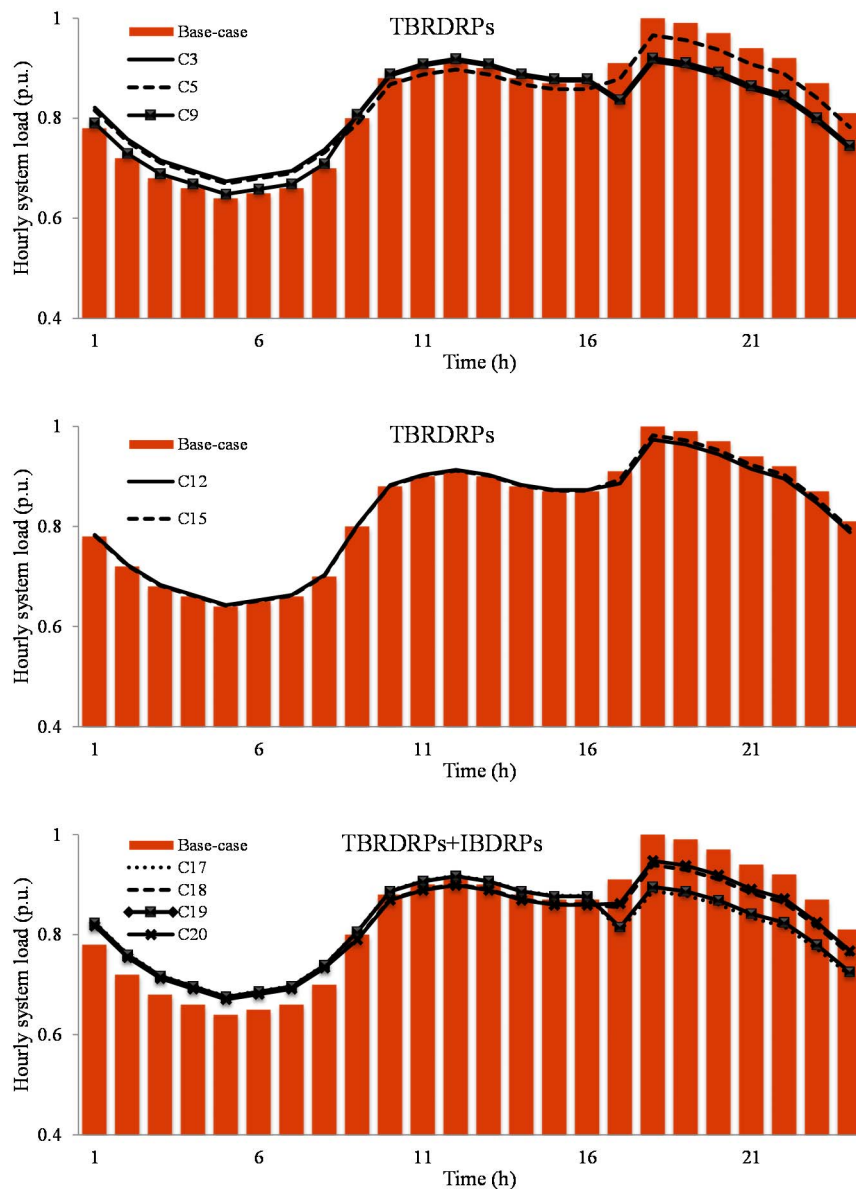 TBRDRPs
Base-case
C3
C5
C9
Hourly system load (p.u.)
1
0.8
0.6
0.4
1 6 11 16 21
Time (h)
TBRDRPs
Base-case
C12
C15
Hourly system load (p.u.)
1
0.8
0.6
0.4
1 6 11 16 21
Time (h)
TBRDRPs+IBDRPs
Base-case
C17
C18
C19
C20
Hourly system load (p.u.)
1
0.8
0.6
0.4
1 6 11 16 21
Time (h)